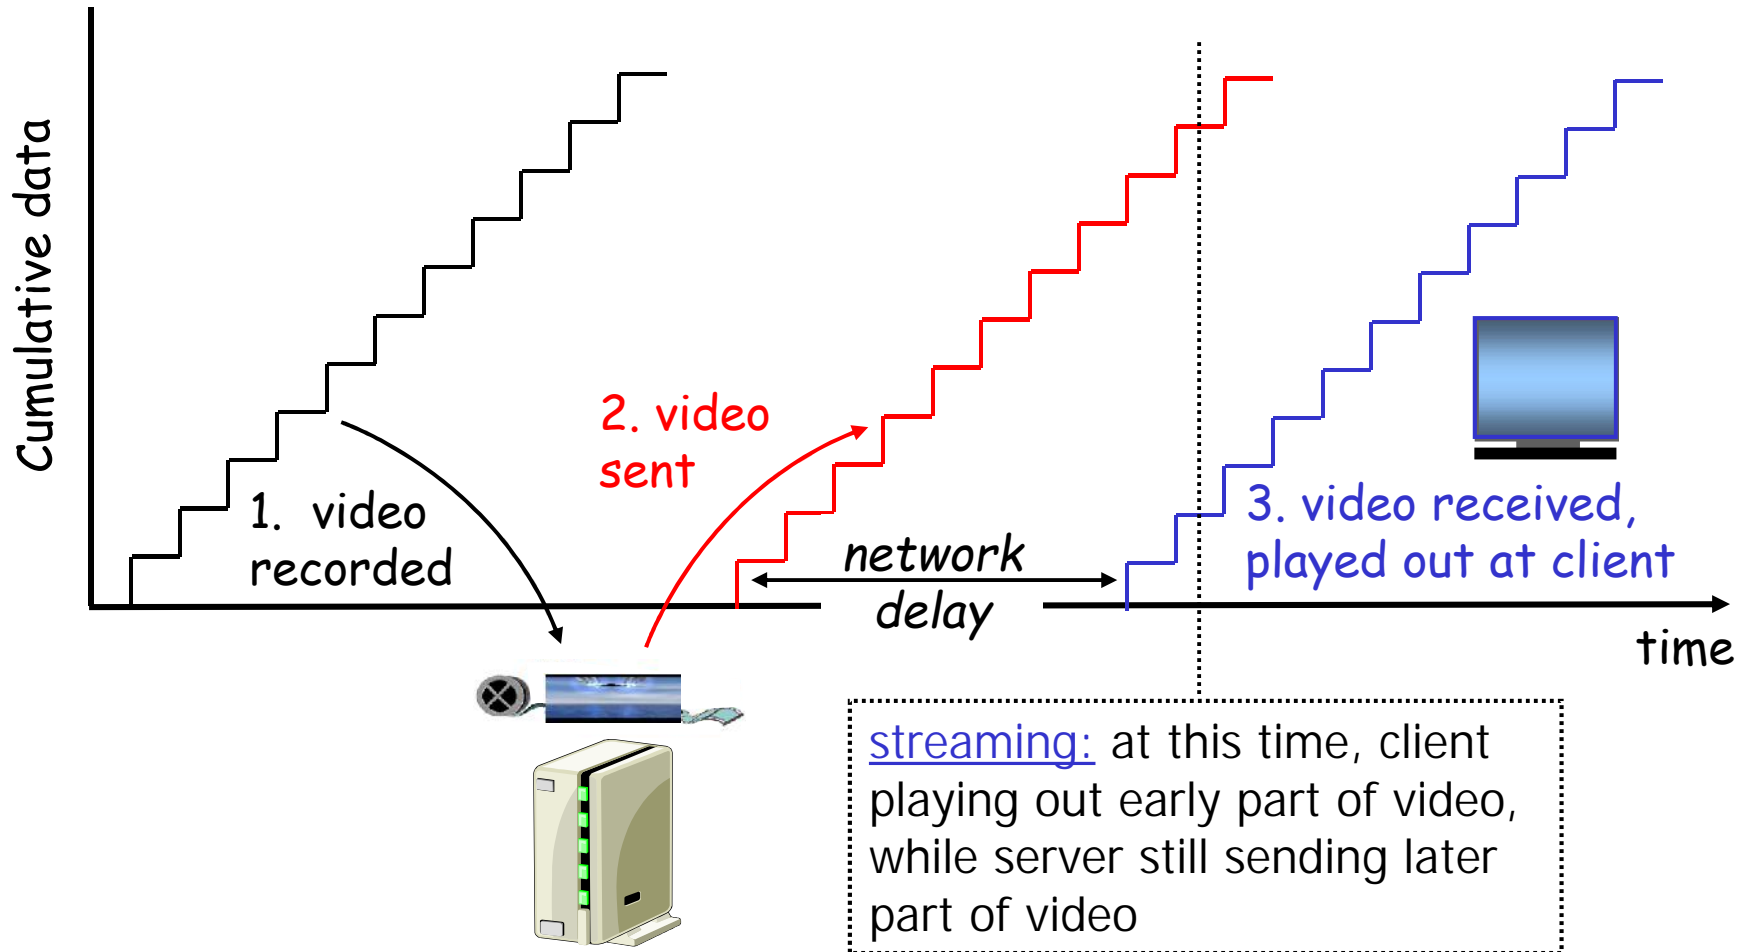 Cumulative data
1. video
recorded
2. video
sent
network
delay
3. video received,
played out at client
time
streaming: at this time, client
playing out early part of video,
while server still sending later
part of video